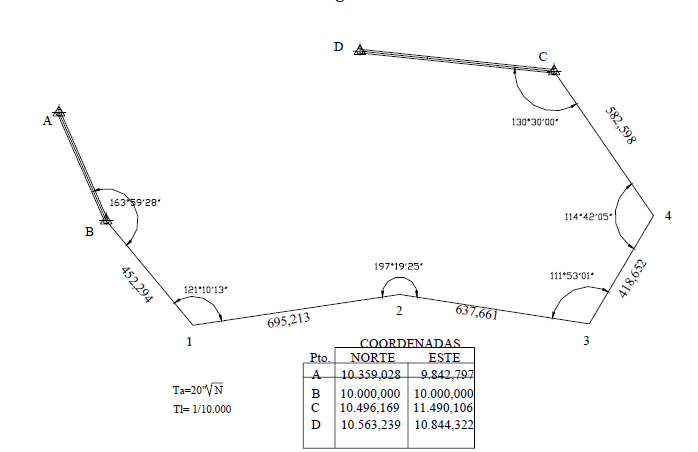 D
C
130°30'00"
582,598
A
163°59'28"
B
114°42'05"
4
452,294
121°10'13"
197°19'25"
111°53'01"
418,652
695,213
2
637,661
1
3
COORDENADAS
Pto. NORTE ESTE
A 10.359,028 9.842,797
B 10.000,000 10.000,000
C 10.496,169 11.490,106
D 10.563,239 10.844,322
Ta=20"√N
Tl= 1/10.000